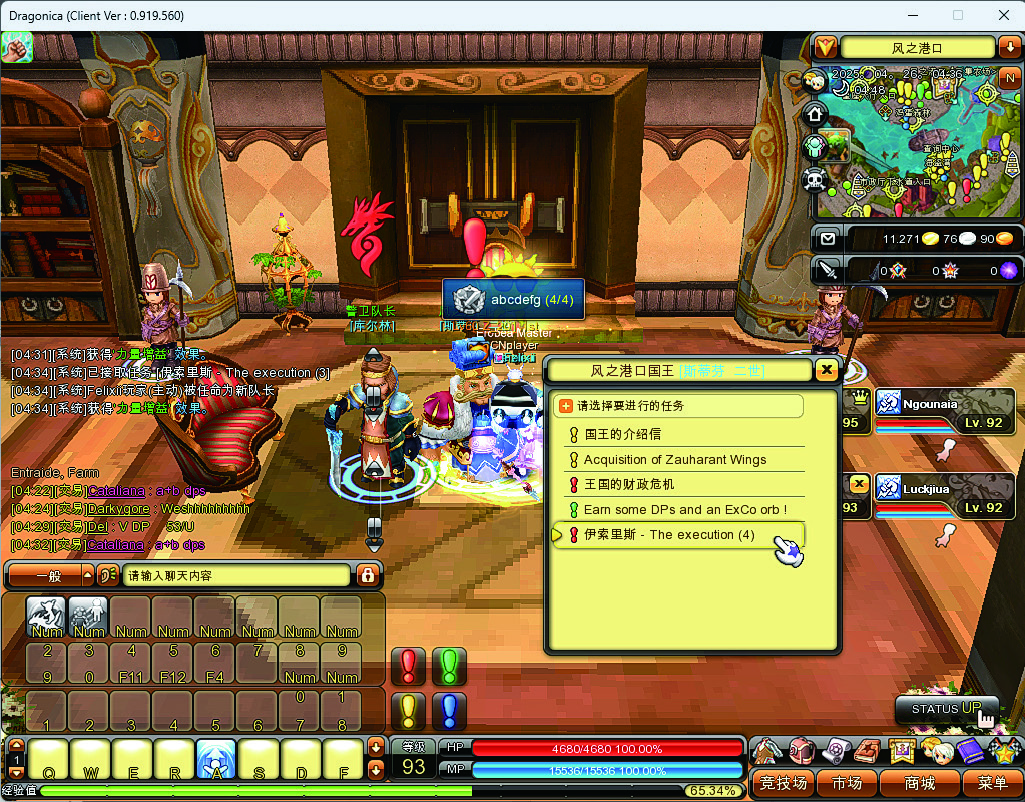 Dragonica (Client Ver : 0.919.560)
风之港口
N
11.271 76 90
0 0 0
abcdefg (4/4)
警卫队长
[库尔林]
Master
CNplayer
[04:31][系统]获得‘力量增益’效果。
[04:34][系统]已接取任务 [伊索里斯 - The execution (3]
[04:34][系统]Felixii玩家(主动)被任命为新队长
[04:34][系统]获得‘力量增益’效果。
Entraide, Farm
[04:22][交易]Cataliana : a+b dps
[04:24][交易]Darkygore : Weshhhhhhhhh
[04:29][交易]Del : V DP 53/U
[04:32][交易]Cataliana : a+b dps
风之港口国王 [斯蒂芬 二世]
请选择要进行的任务
国王的介绍信
Acquisition of Zauharant Wings
王国的财政危机
Earn some DPs and an ExCo orb !
伊索里斯 - The execution (4)
95 Ngounaia
Lv. 92
93 Luckjiua
Lv. 92
一般 请输入聊天内容
Num Num Num Num Num Num Num Num
2 3 4 5 6 7 8 9
9 0 F11 F12 F4 Num Num
0 1
1 2 3 4 5 6 7 8
STATUS UP
1 Q W E R A S D F
等级 93
HP 4680/4680 100.00%
MP 15536/15536 100.00%
经验值 65.34%
竞技场 市场 商城 菜单